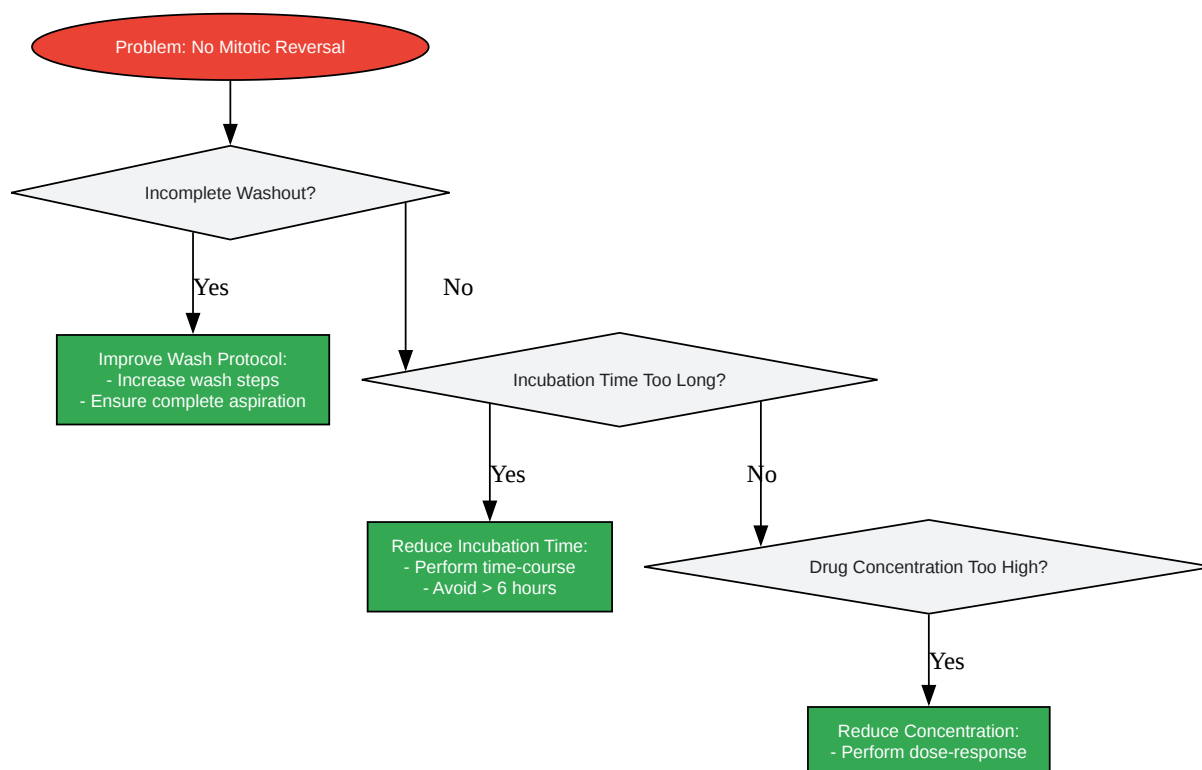 Problem: No Mitotic Reversal
Incomplete Washout?
Yes
No
Improve Wash Protocol:
- Increase wash steps
- Ensure complete aspiration
Incubation Time Too Long?
Yes
No
Reduce Incubation Time:
- Perform time-course
- Avoid > 6 hours
Drug Concentration Too High?
Yes
Reduce Concentration:
- Perform dose-response